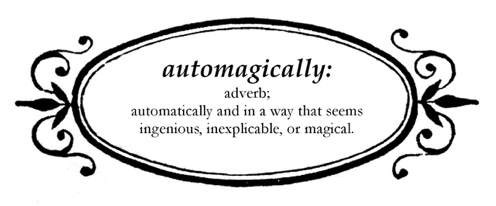 automagically:
adverb;
automatically and in a way that seems
ingenious, inexplicable, or magical.